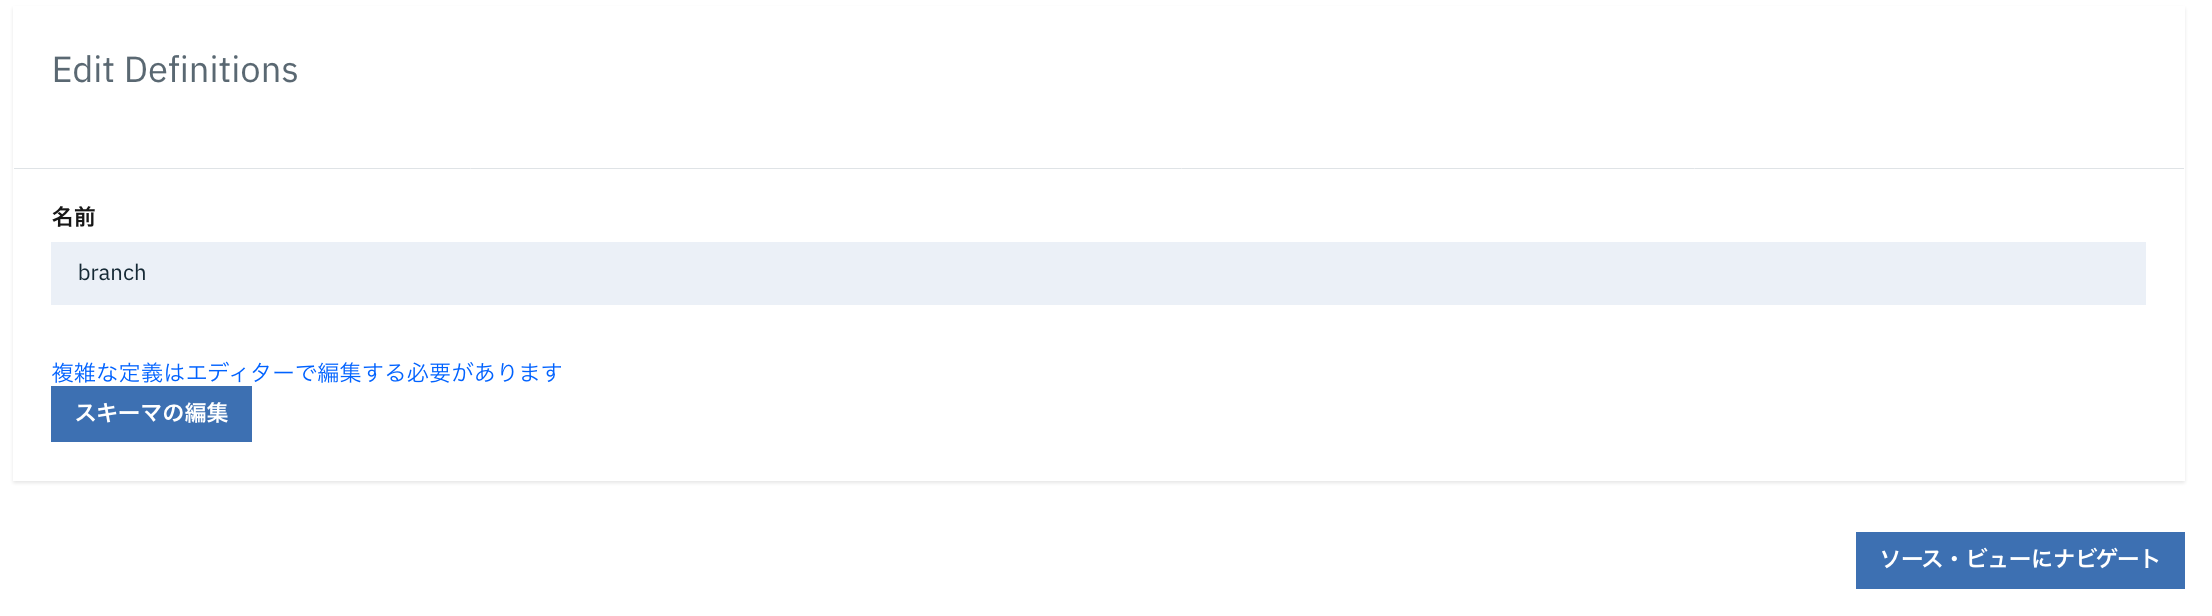 Edit Definitions
名前
branch
複雑な定義はエディターで編集する必要があります
スキーマの編集
ソース・ビューにナビゲート